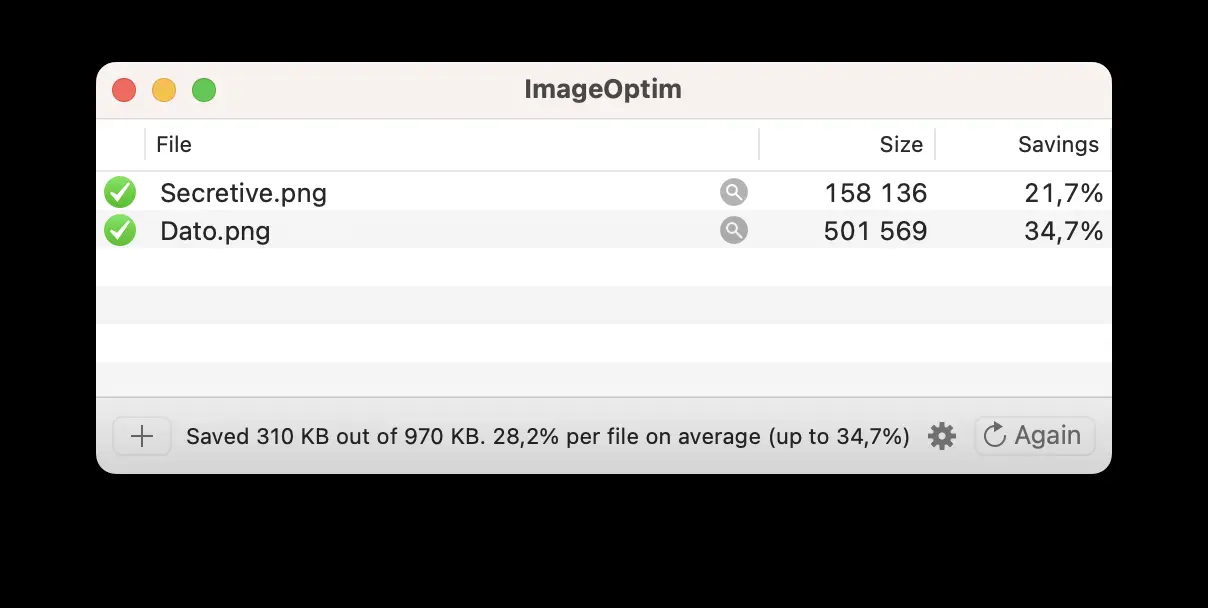 ImageOptim
File Size Savings
Secretive.png 158 136 21,7%
Dato.png 501 569 34,7%
Saved 310 KB out of 970 KB. 28,2% per file on average (up to 34,7%) Again